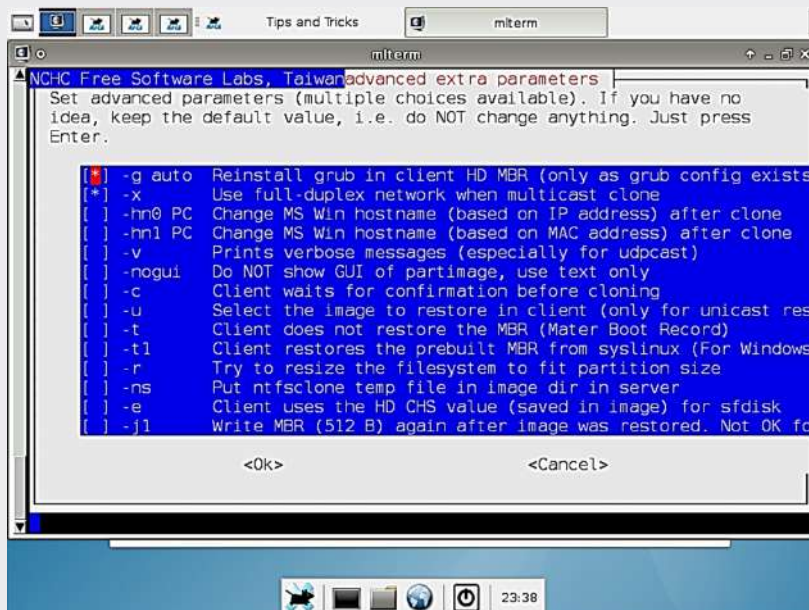 Tips and Tricks
mlterm
mlterm
NCHC Free Software Labs, Taiwan advanced extra parameters
Set advanced parameters (multiple choices available). If you have no
idea, keep the default value, i.e. do NOT change anything. Just press
Enter.
[*] -g auto Reinstall grub in client HD MBR (only as grub config exists
[*] -x Use full-duplex network when multicast clone
[ ] -hn0 PC Change MS Win hostname (based on IP address) after clone
[ ] -hn1 PC Change MS Win hostname (based on MAC address) after clone
[ ] -v Prints verbose messages (especially for udpcast)
[ ] -nogui Do NOT show GUI of partimage, use text only
[ ] -c Client waits for confirmation before cloning
[ ] -u Select the image to restore in client (only for unicast res
[ ] -t Client does not restore the MBR (Mater Boot Record)
[ ] -t1 Client restores the prebuilt MBR from syslinux (For Windows
[ ] -r Try to resize the filesystem to fit partition size
[ ] -ns Put ntfsclone temp file in image dir in server
[ ] -e Client uses the HD CHS value (saved in image) for sfdisk
[ ] -j1 Write MBR (512 B) again after image was restored. Not OK fo
<Ok> <Cancel>
23:38